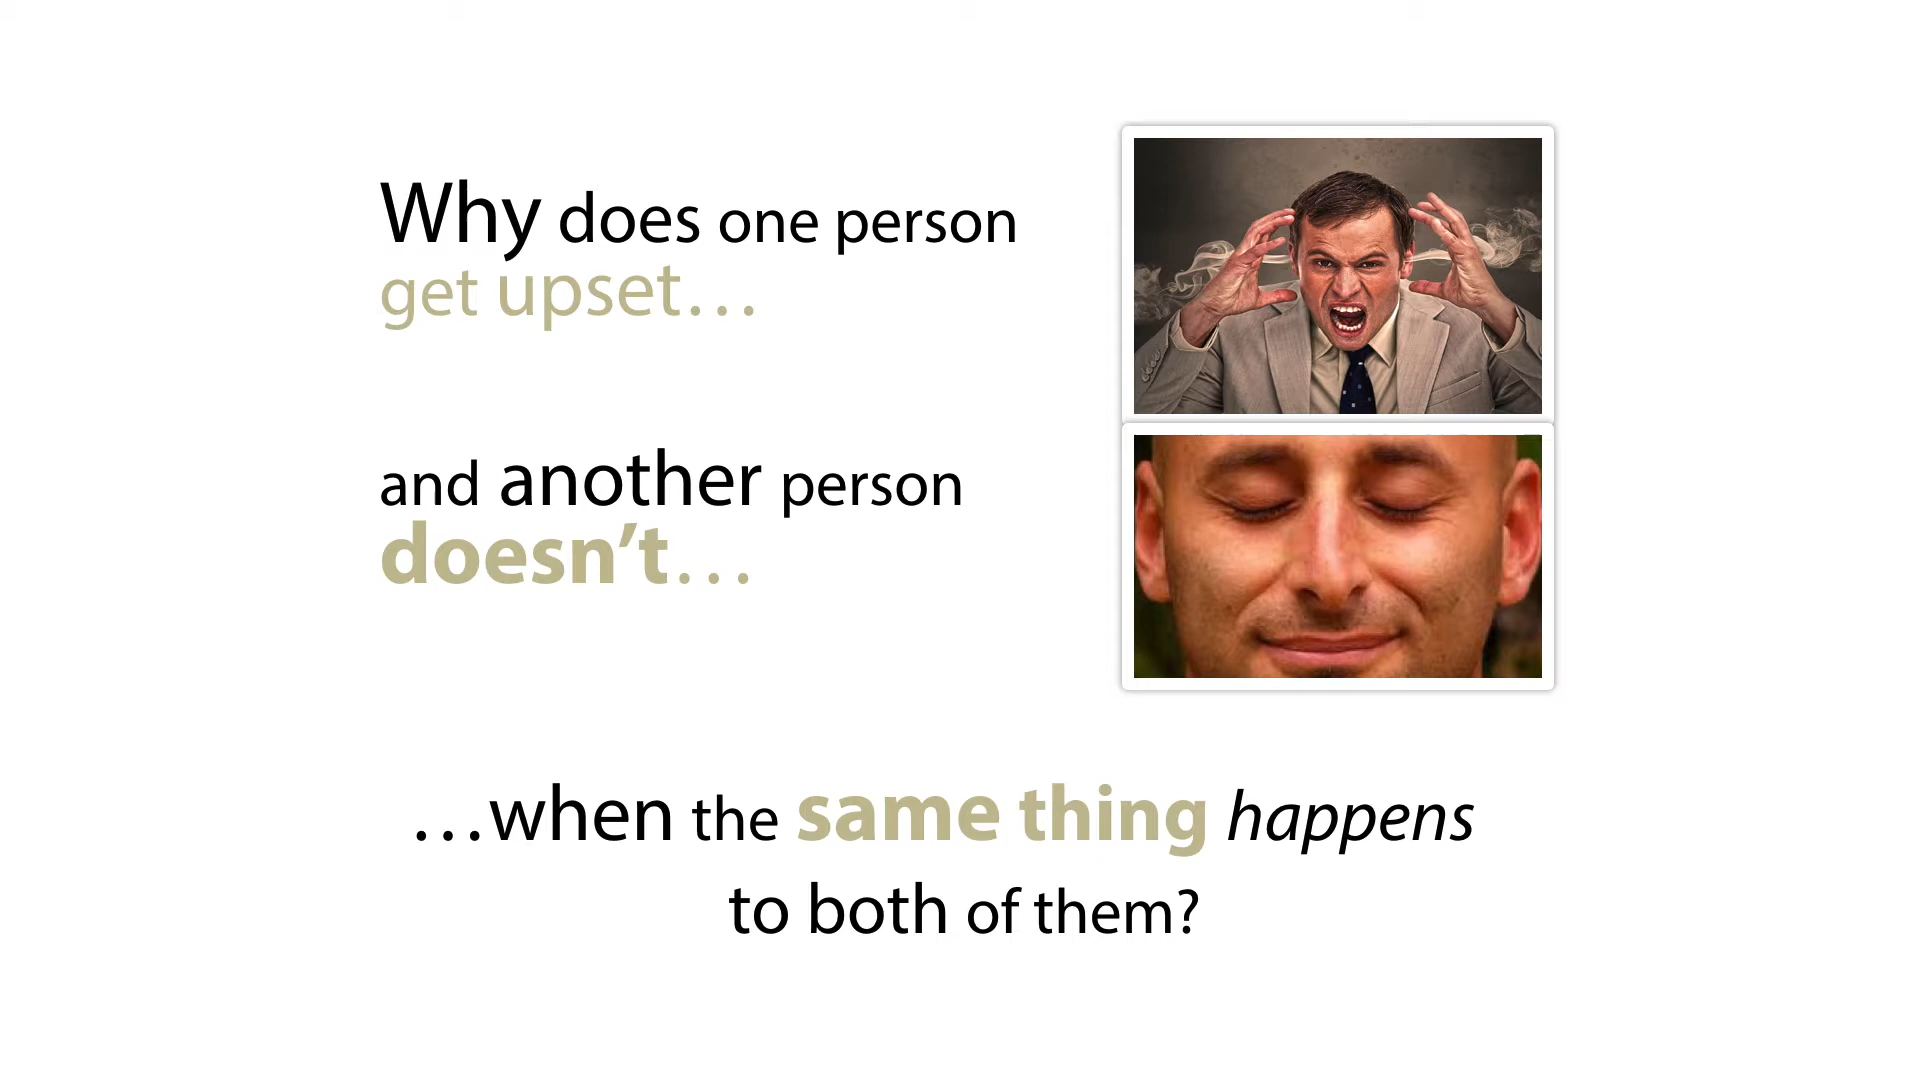 Why does one person
get upset…
and another person
doesn’t…
…when the same thing happens
to both of them?